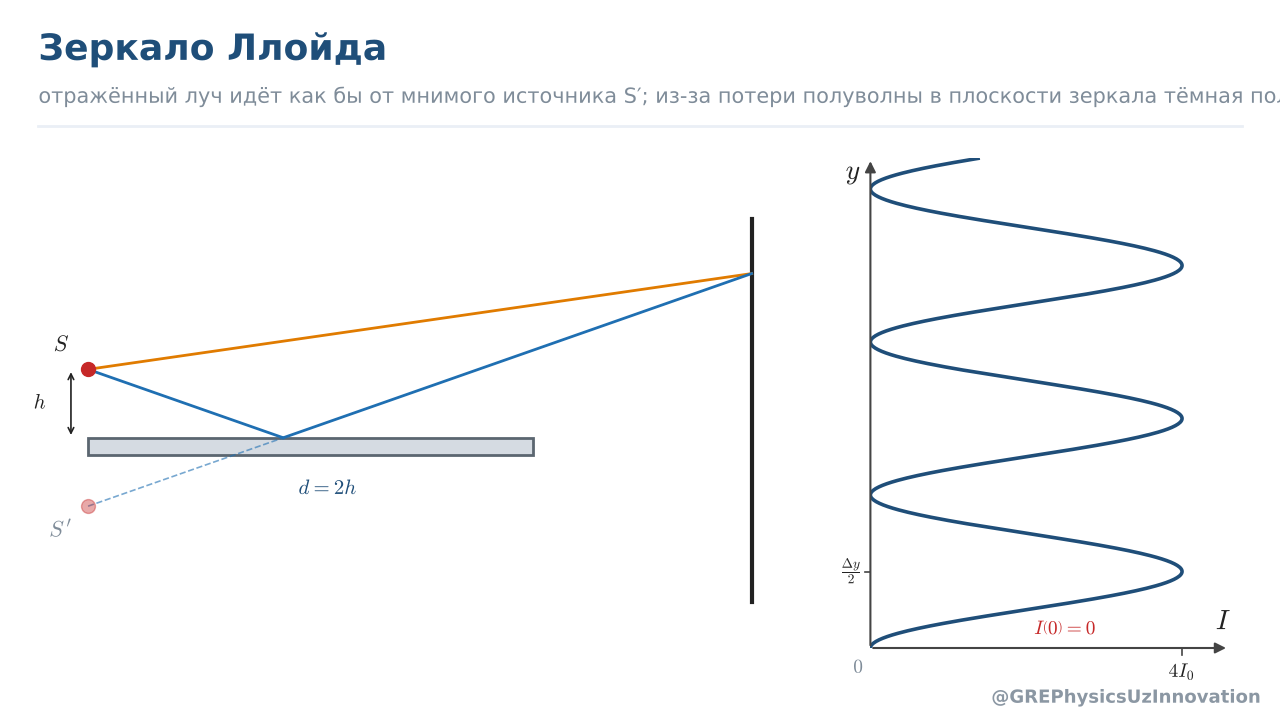 Зеркало Ллойда
отражённый луч идёт как бы от мнимого источника S′; из-за потери полуволны в плоскости зеркала тёмная
y
S
h
d = 2h
S′
Δy/2
I(0) = 0
I
0
4I₀
@GREPhysicsUzInnovation